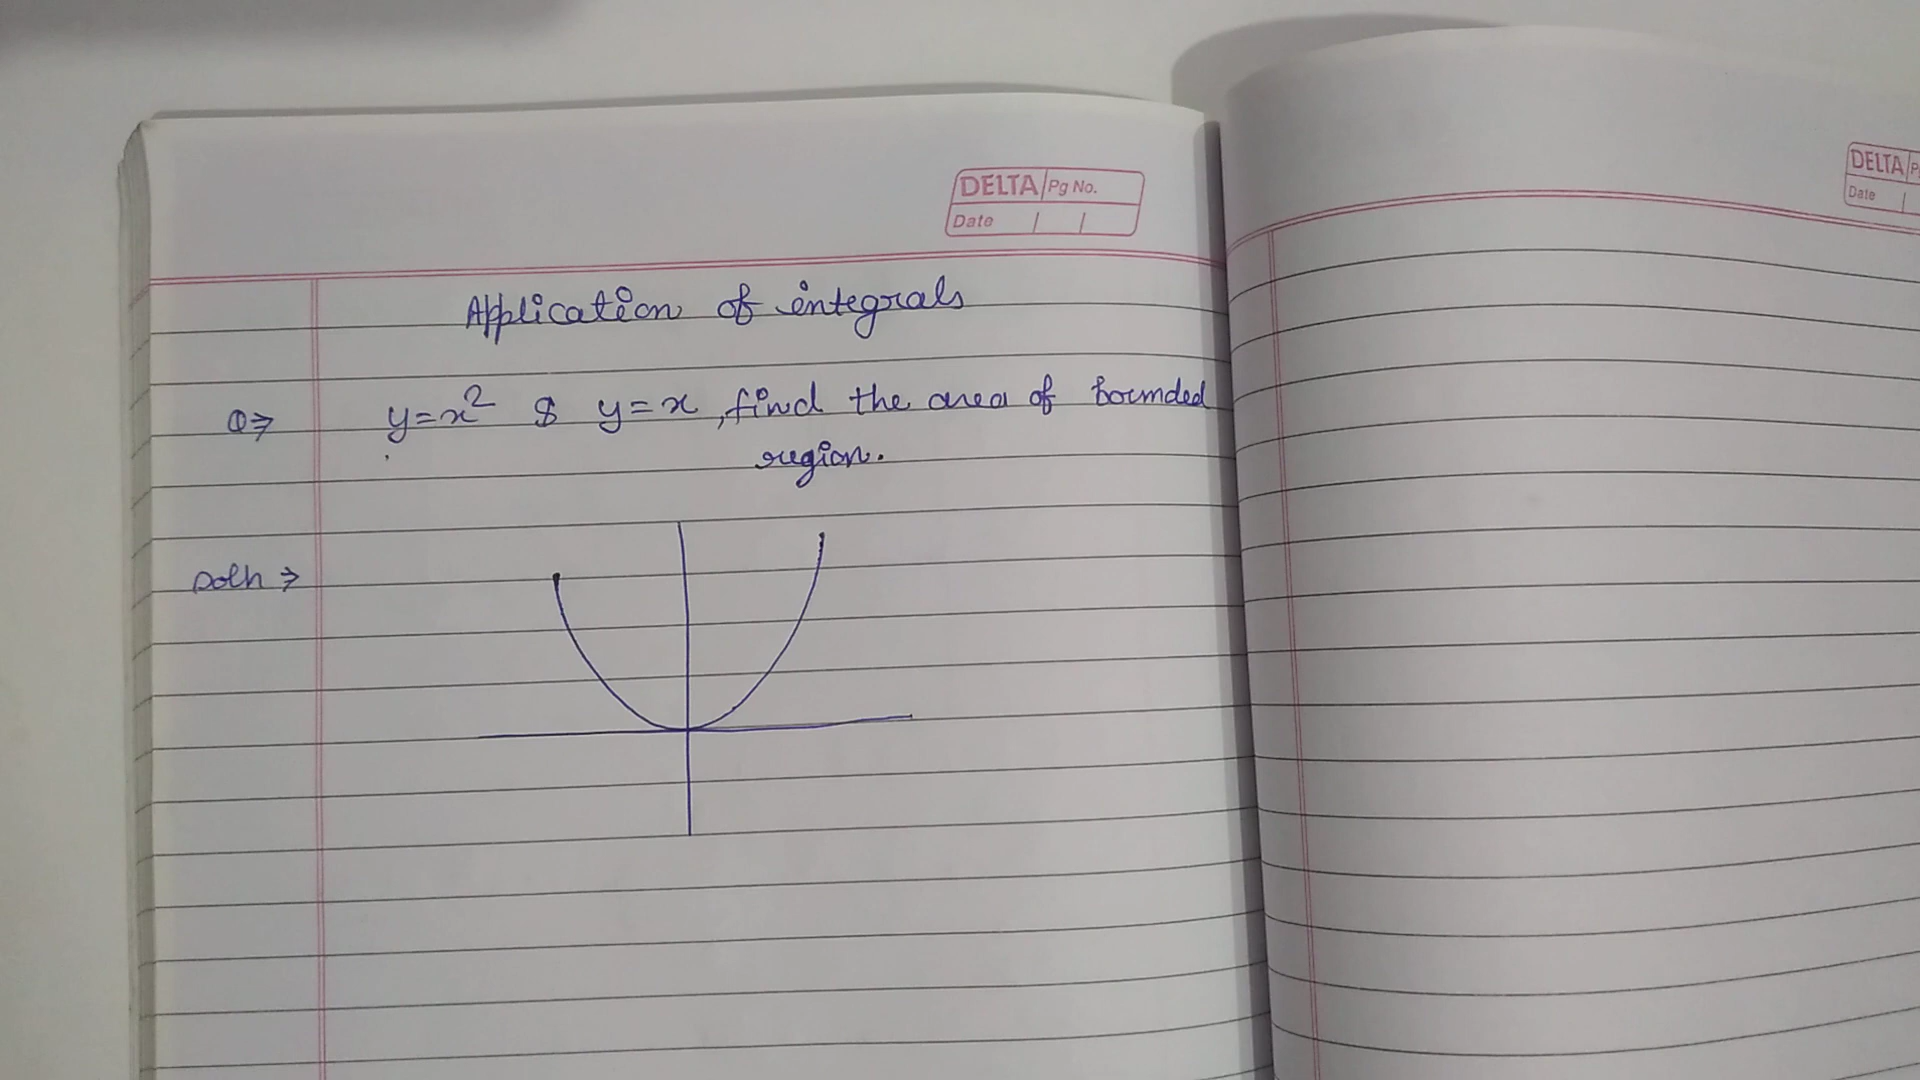 DELTA Pg No.
Date / /
DELTA
Date /
Application of integrals
Q⇒ y=x² & y=x, find the area of bounded
region.
Soln ⇒